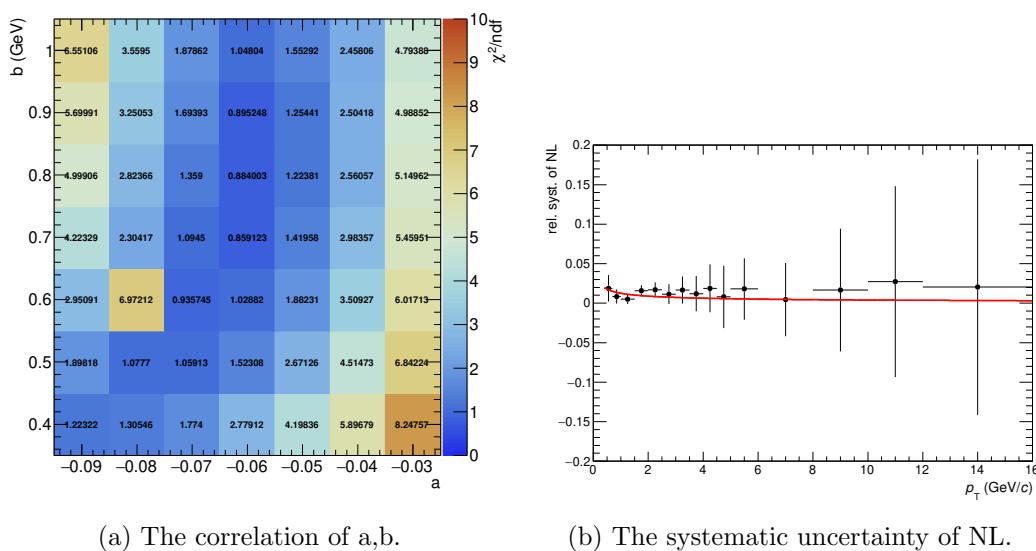 b (GeV)
1
0.9
0.8
0.7
0.6
0.5
0.4
6.55106 3.5595 1.87862 1.04804 1.55292 2.45806 4.79388
5.69991 3.25053 1.69393 0.895248 1.25441 2.50418 4.98852
4.99906 2.82366 1.359 0.884003 1.22381 2.56057 5.14962
4.22329 2.30417 1.0945 0.859123 1.41958 2.98357 5.45951
2.95091 6.97212 0.935745 1.02882 1.88231 3.50927 6.01713
1.89818 1.0777 1.05913 1.52308 2.67126 4.51473 6.84224
1.22322 1.30546 1.774 2.77912 4.19836 5.89679 8.24757
−0.09 −0.08 −0.07 −0.06 −0.05 −0.04 −0.03
a
10
9
8
7
6
5
4
3
2
1
0
χ²/ndf
rel. syst. of NL
0.2
0.15
0.1
0.05
0
−0.05
−0.1
−0.15
−0.2
0 2 4 6 8 10 12 14 16
p_T (GeV/c)
(a) The correlation of a,b.
(b) The systematic uncertainty of NL.